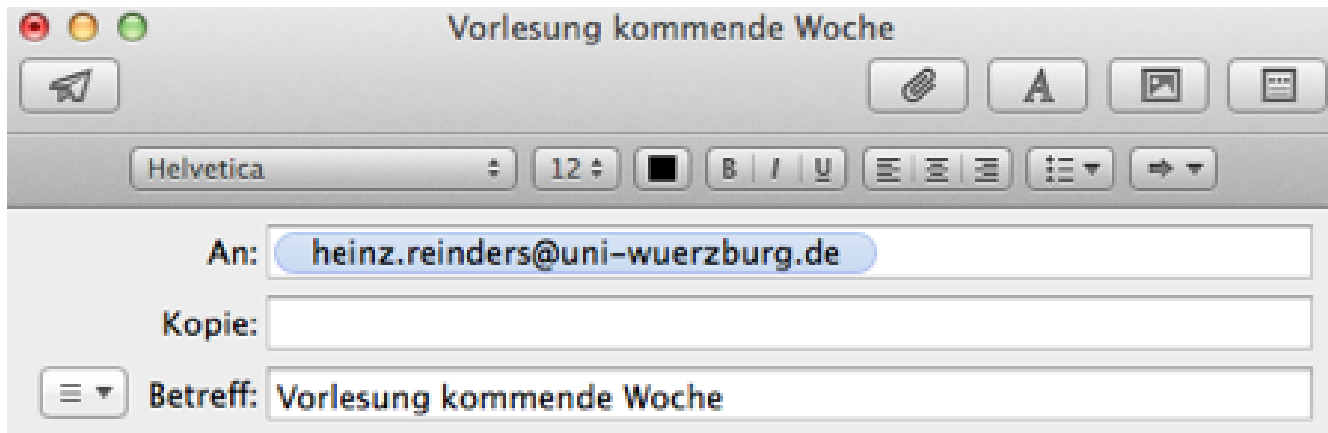 Vorlesung kommende Woche
Helvetica 12 B I U
An: heinz.reinders@uni-wuerzburg.de
Kopie:
Betreff: Vorlesung kommende Woche